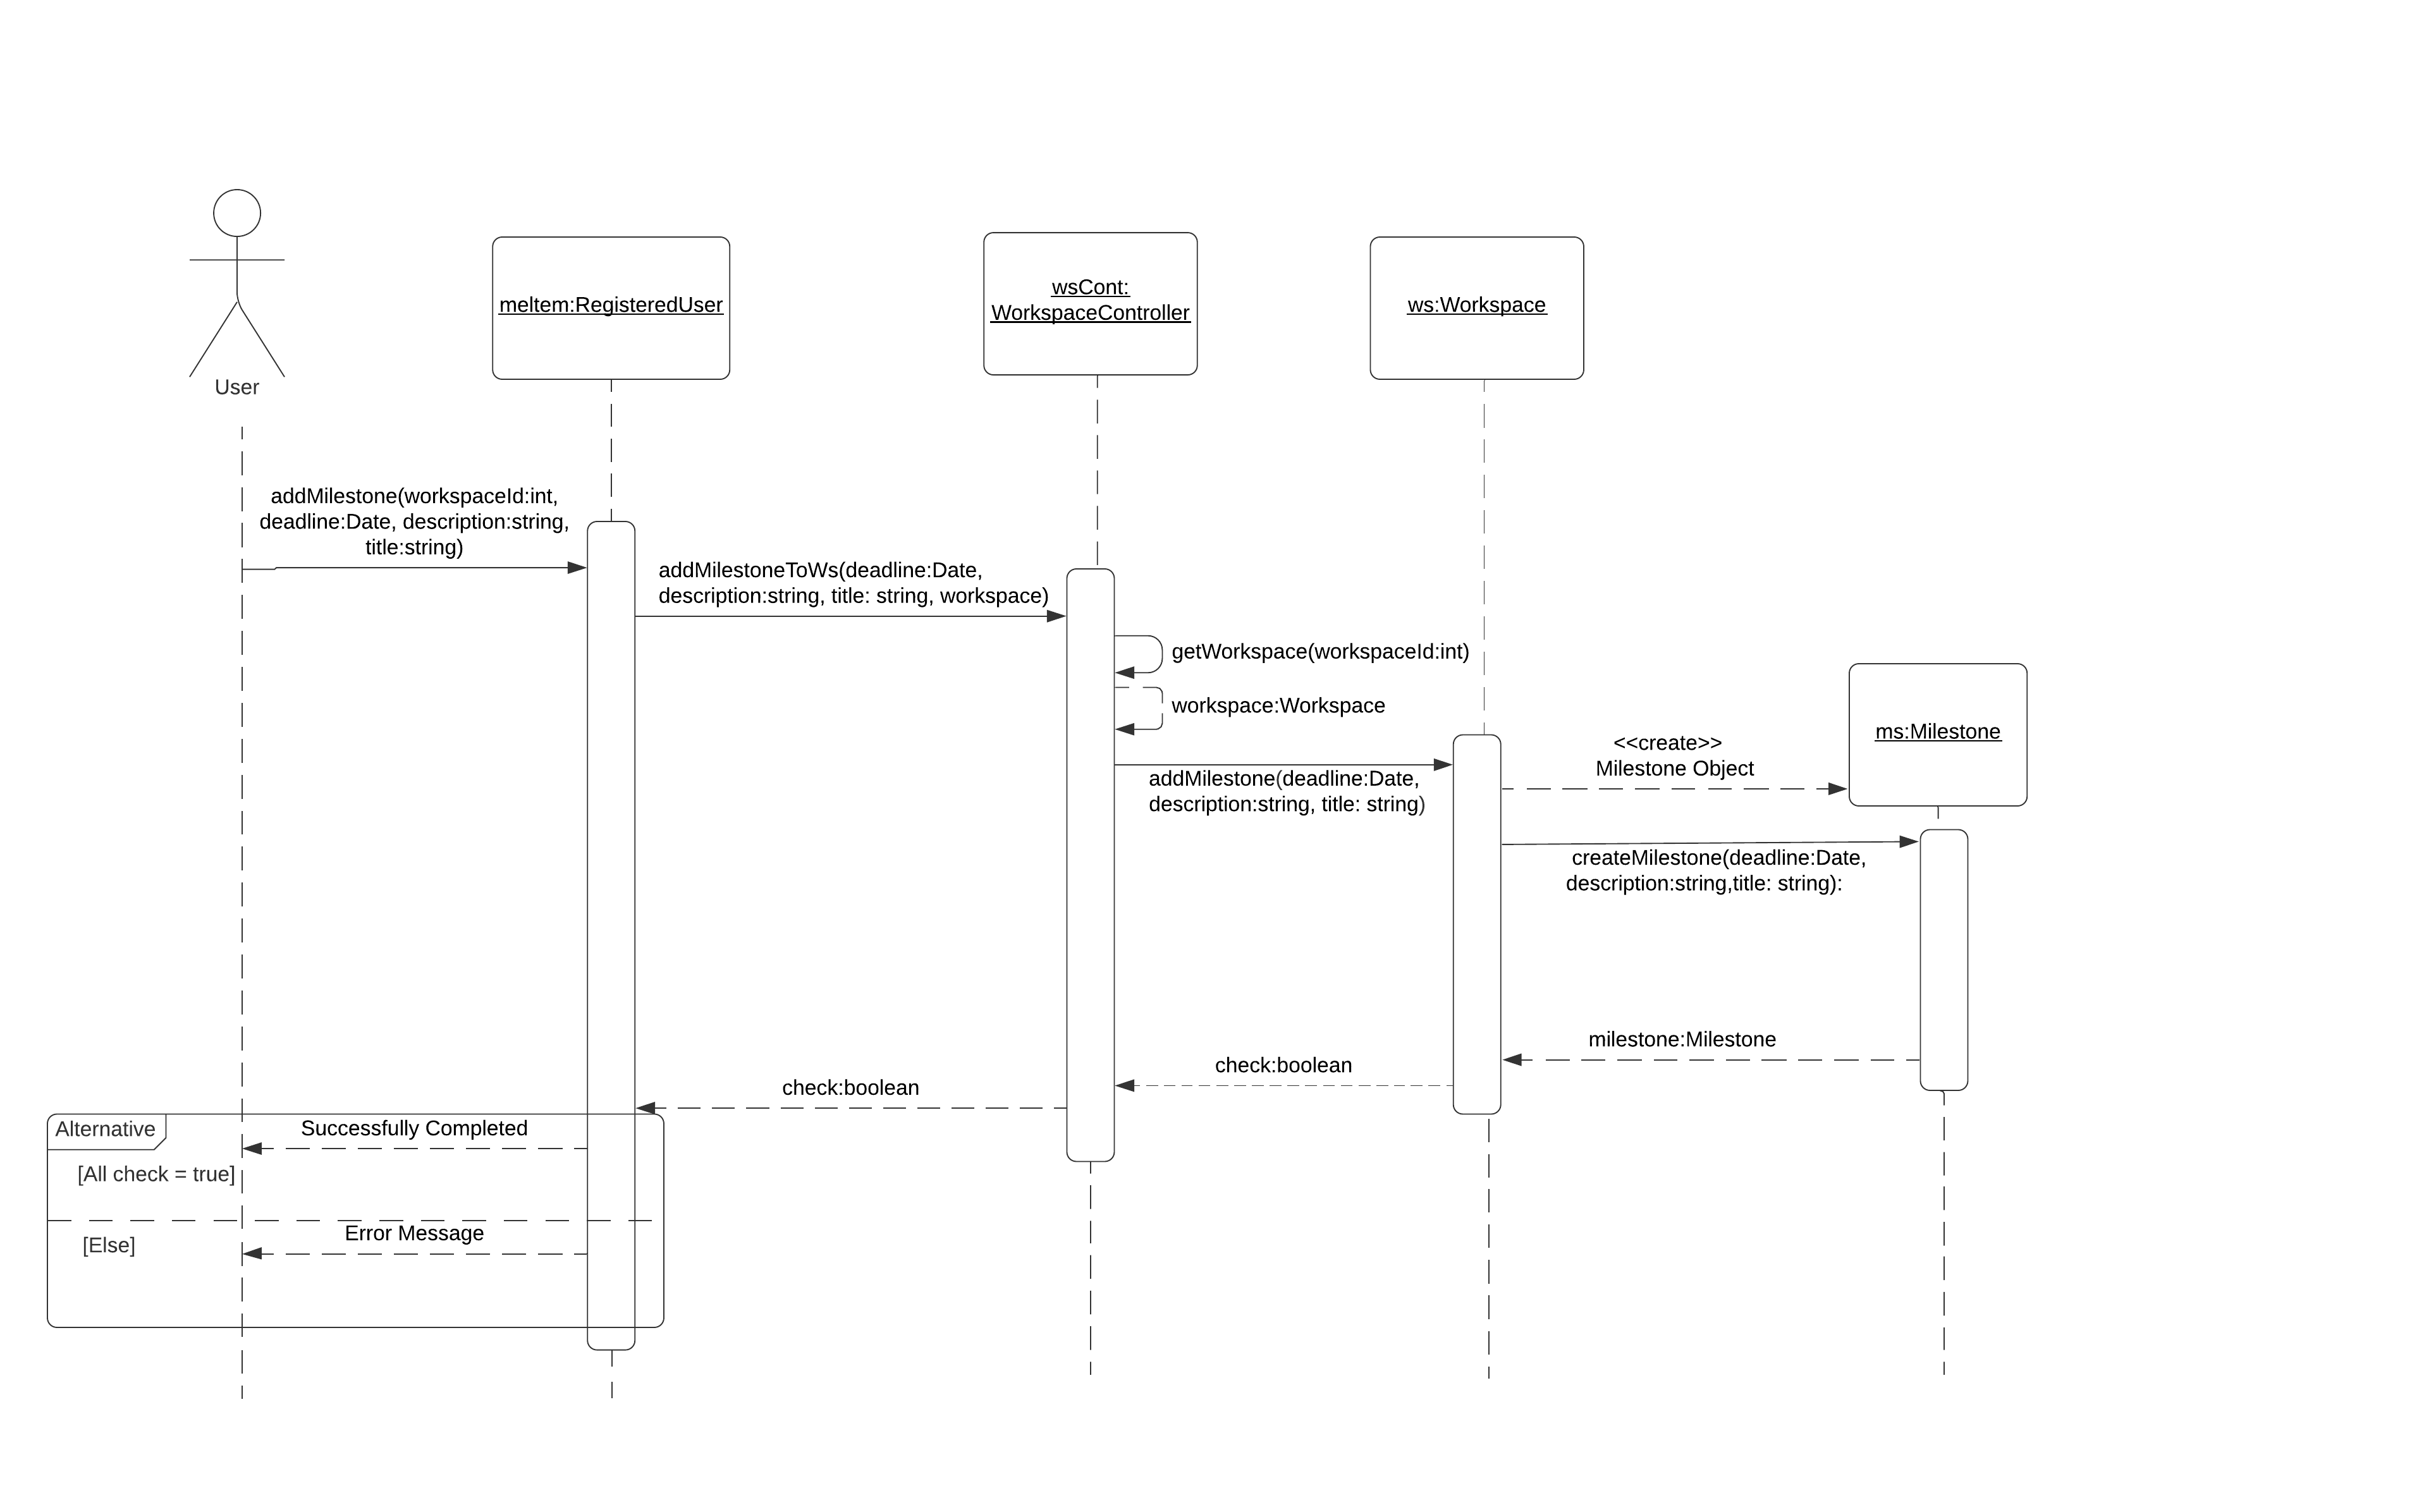 User
meltem:RegisteredUser
wsCont:
WorkspaceController
ws:Workspace
addMilestone(workspaceId:int,
deadline:Date, description:string,
title:string)
addMilestoneToWs(deadline:Date,
description:string, title: string, workspace)
getWorkspace(workspaceId:int)
workspace:Workspace
ms:Milestone
<<create>>
Milestone Object
addMilestone(deadline:Date,
description:string, title: string)
createMilestone(deadline:Date,
description:string,title: string):
milestone:Milestone
check:boolean
check:boolean
Alternative
Successfully Completed
[All check = true]
Error Message
[Else]